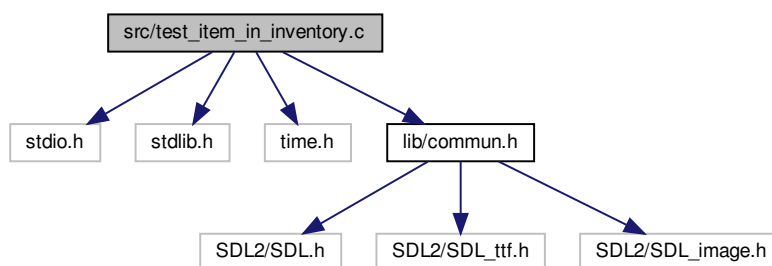 src/test_item_in_inventory.c
stdio.h
stdlib.h
time.h
lib/commun.h
SDL2/SDL.h
SDL2/SDL_ttf.h
SDL2/SDL_image.h